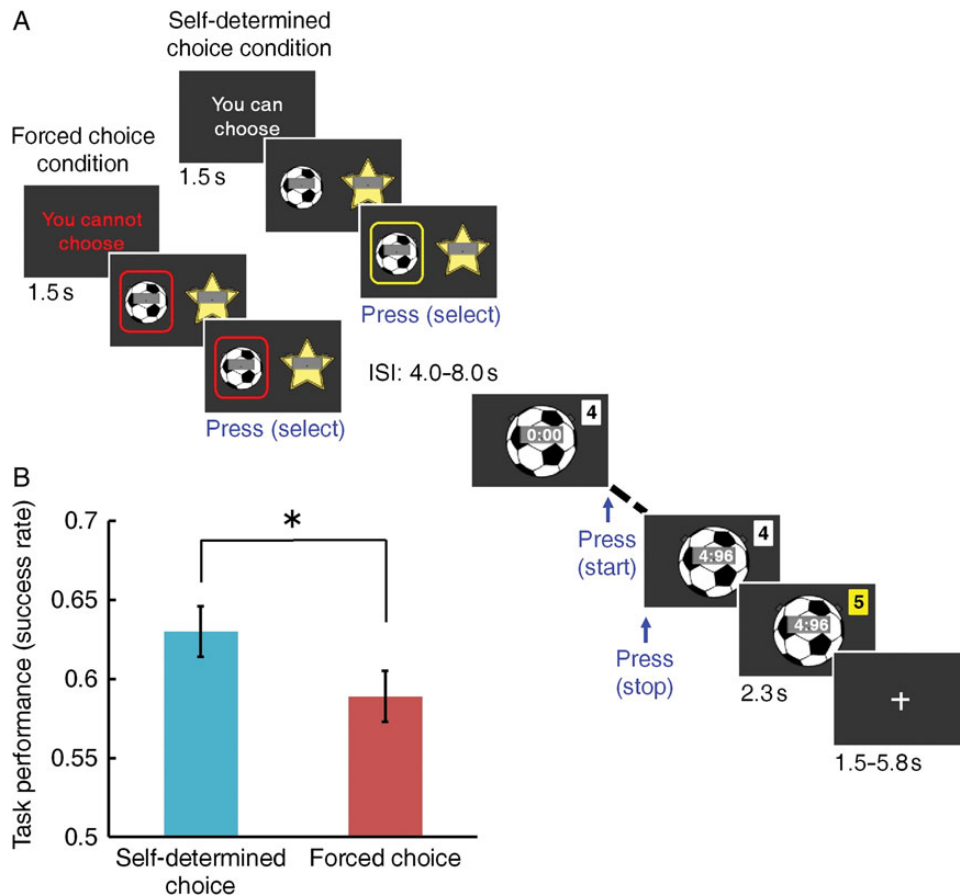 A
Self-determined
choice condition
You can
choose
1.5 s
Forced choice
condition
You cannot
choose
1.5 s
Press (select)
Press (select)
ISI: 4.0–8.0 s
0:00
4
Press
(start)
4:96
4
Press
(stop)
4:96
5
2.3 s
1.5–5.8 s
B
Task performance (success rate)
0.7
0.65
0.6
0.55
0.5
*
Self-determined
choice
Forced choice